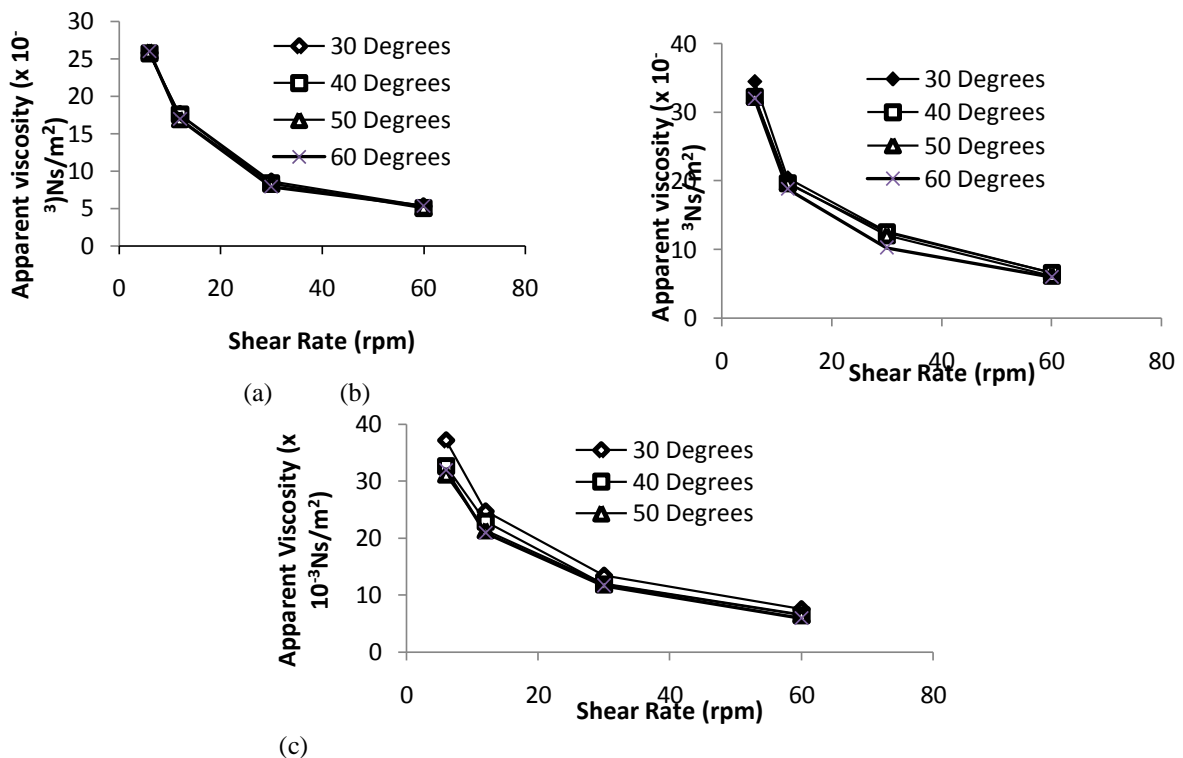 Apparent viscosity (x 10⁻
³)Ns/m²)
30
25
20
15
10
5
0
0
20
40
60
80
Shear Rate (rpm)
30 Degrees
40 Degrees
50 Degrees
60 Degrees
Apparent viscosity (x 10⁻
³Ns/m²)
40
30
20
10
0
0
20
40
60
80
Shear Rate (rpm)
30 Degrees
40 Degrees
50 Degrees
60 Degrees
(a) (b)
Apparent Viscosity (x
10⁻³Ns/m²)
40
30
20
10
0
0
20
40
60
80
Shear Rate (rpm)
30 Degrees
40 Degrees
50 Degrees
(c)